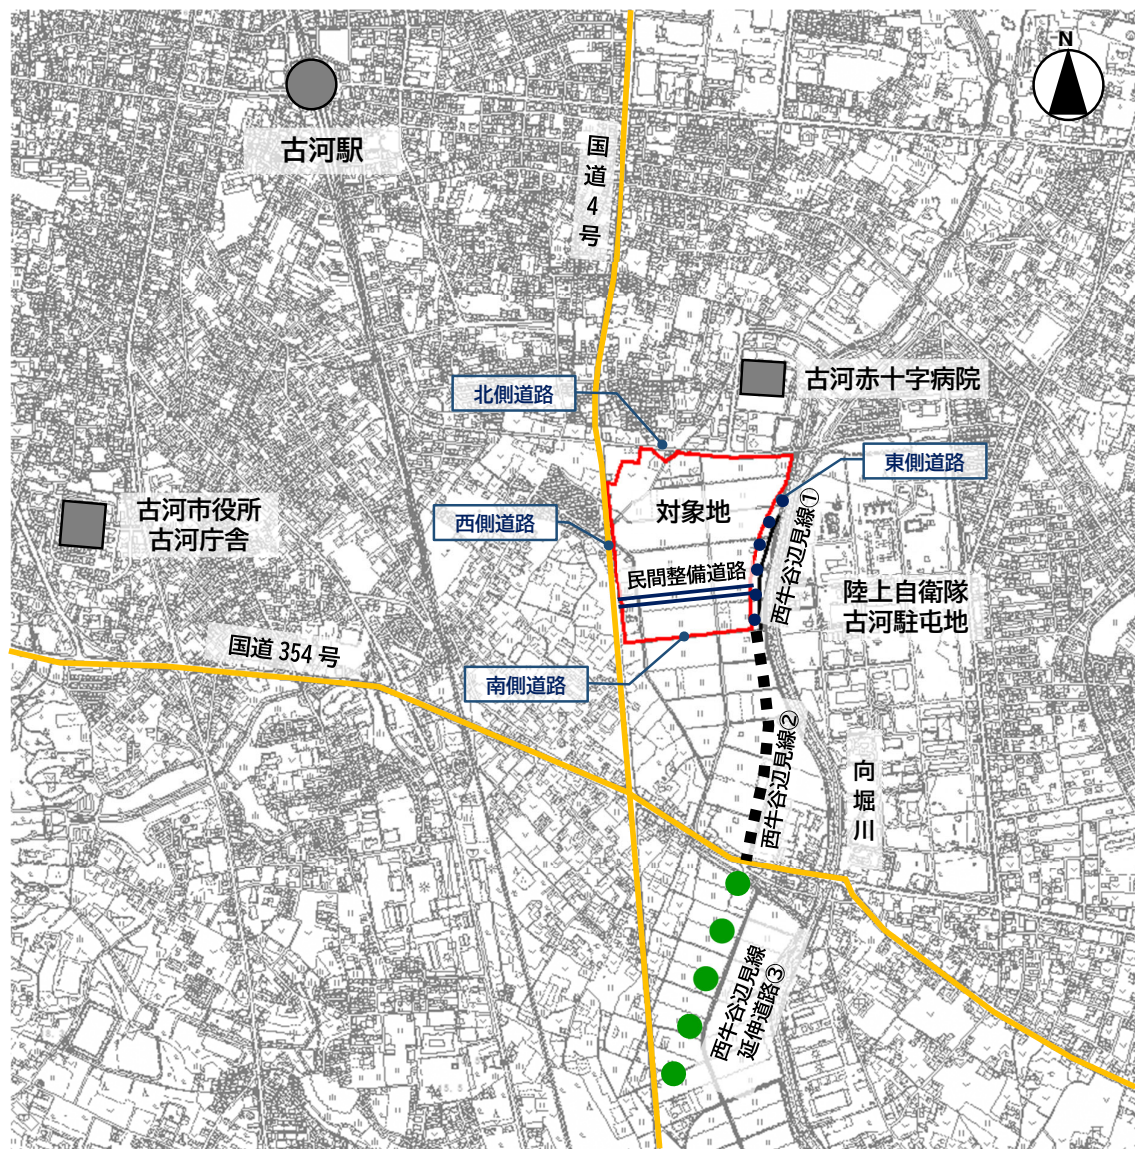 N
古河駅
国道4号
古河赤十字病院
北側道路
東側道路
対象地
西牛谷辺見線①
古河市役所
古河庁舎
西側道路
民間整備道路
陸上自衛隊
古河駐屯地
国道354号
南側道路
西牛谷辺見線②
向堀川
西牛谷辺見線
延伸道路③